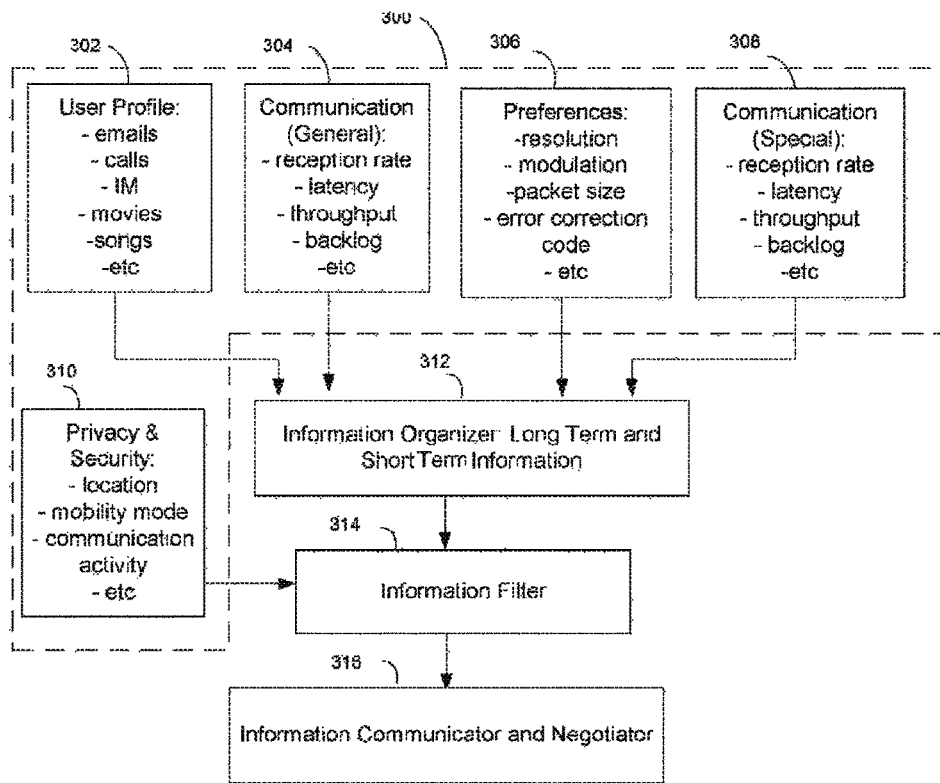 300
302
304
306
308
User Profile:
- emails
- calls
- IM
- movies
-songs
-etc
Communication
(General):
- reception rate
- latency
- throughput
- backlog
-etc
Preferences:
-resolution
- modulation
-packet size
- error correction
code
- etc
Communication
(Special):
- reception rate
- latency
- throughput
- backlog
-etc
310
Privacy &
Security:
- location
- mobility mode
- communication
activity
- etc
312
Information Organizer: Long Term and
Short Term Information
314
Information Filter
316
Information Communicator and Negotiator